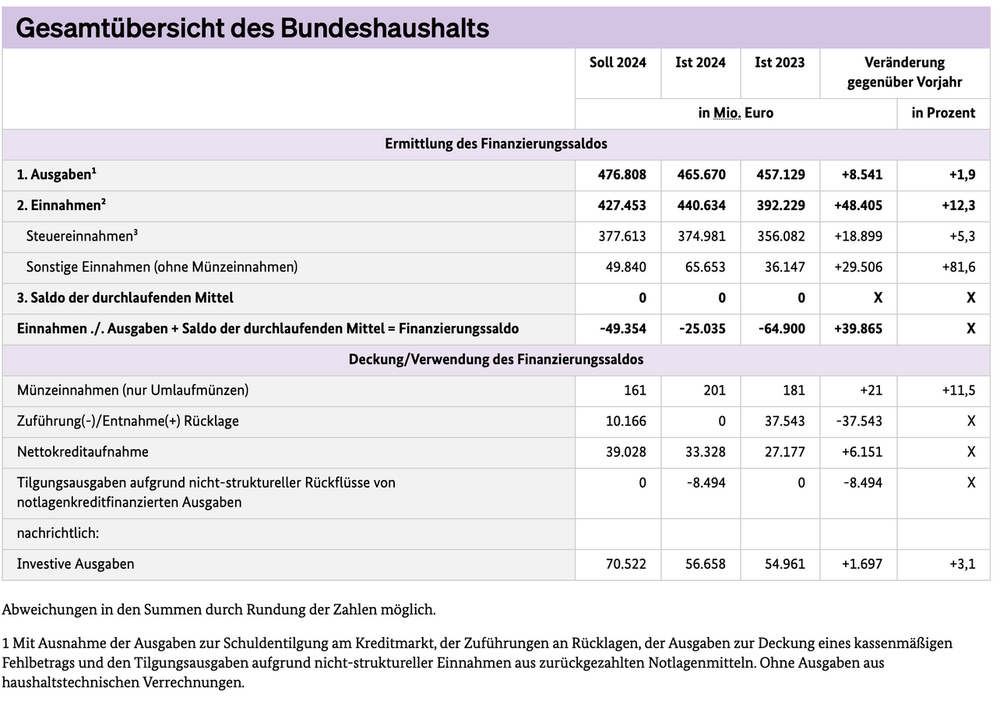 Gesamtübersicht des Bundeshaushalts
Soll 2024 Ist 2024 Ist 2023 Veränderung
gegenüber Vorjahr
in Mio. Euro in Prozent
Ermittlung des Finanzierungssaldos
1. Ausgaben¹ 476.808 465.670 457.129 +8.541 +1,9
2. Einnahmen² 427.453 440.634 392.229 +48.405 +12,3
Steuereinnahmen³ 377.613 374.981 356.082 +18.899 +5,3
Sonstige Einnahmen (ohne Münzeinnahmen) 49.840 65.653 36.147 +29.506 +81,6
3. Saldo der durchlaufenden Mittel 0 0 0 X X
Einnahmen ./. Ausgaben + Saldo der durchlaufenden Mittel = Finanzierungssaldo -49.354 -25.035 -64.900 +39.865 X
Deckung/Verwendung des Finanzierungssaldos
Münzeinnahmen (nur Umlaufmünzen) 161 201 181 +21 +11,5
Zuführung(-)/Entnahme(+) Rücklage 10.166 0 37.543 -37.543 X
Nettokreditaufnahme 39.028 33.328 27.177 +6.151 X
Tilgungsausgaben aufgrund nicht-struktureller Rückflüsse von 0 -8.494 0 -8.494 X
notlagenkreditfinanzierten Ausgaben
nachrichtlich:
Investive Ausgaben 70.522 56.658 54.961 +1.697 +3,1
Abweichungen in den Summen durch Rundung der Zahlen möglich.
1 Mit Ausnahme der Ausgaben zur Schuldentilgung am Kreditmarkt, der Zuführungen an Rücklagen, der Ausgaben zur Deckung eines kassenmäßigen
Fehlbetrags und den Tilgungsausgaben aufgrund nicht-struktureller Einnahmen aus zurückgezahlten Notlagenmitteln. Ohne Ausgaben aus
haushaltstechnischen Verrechnungen.